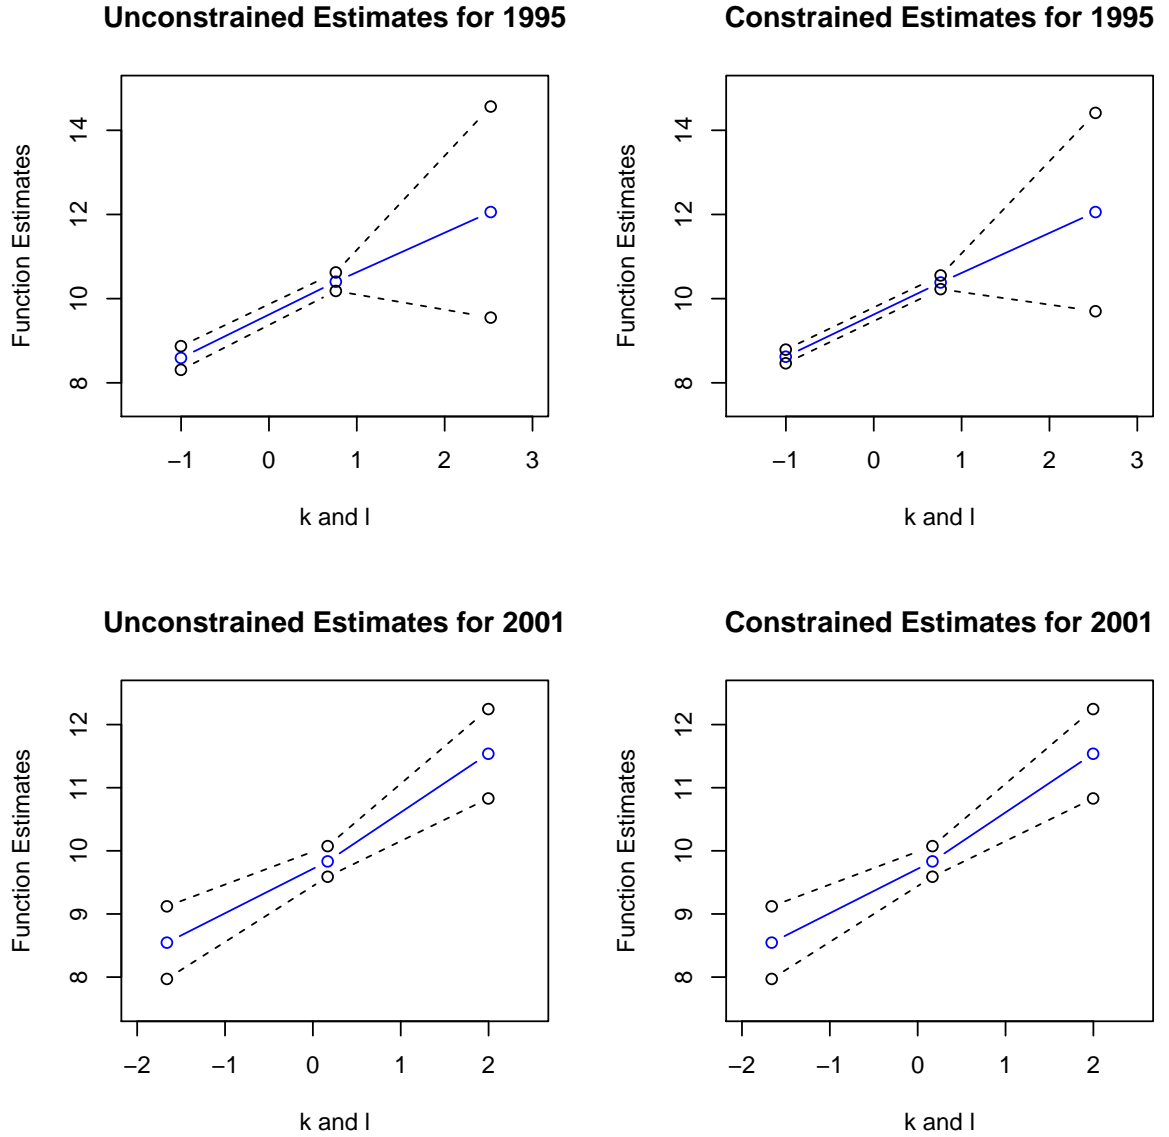 Unconstrained Estimates for 1995
Function Estimates
14
12
10
8
−1 0 1 2 3
k and l
Constrained Estimates for 1995
Function Estimates
14
12
10
8
−1 0 1 2 3
k and l
Unconstrained Estimates for 2001
Function Estimates
12
11
10
9
8
−2 −1 0 1 2
k and l
Constrained Estimates for 2001
Function Estimates
12
11
10
9
8
−2 −1 0 1 2
k and l